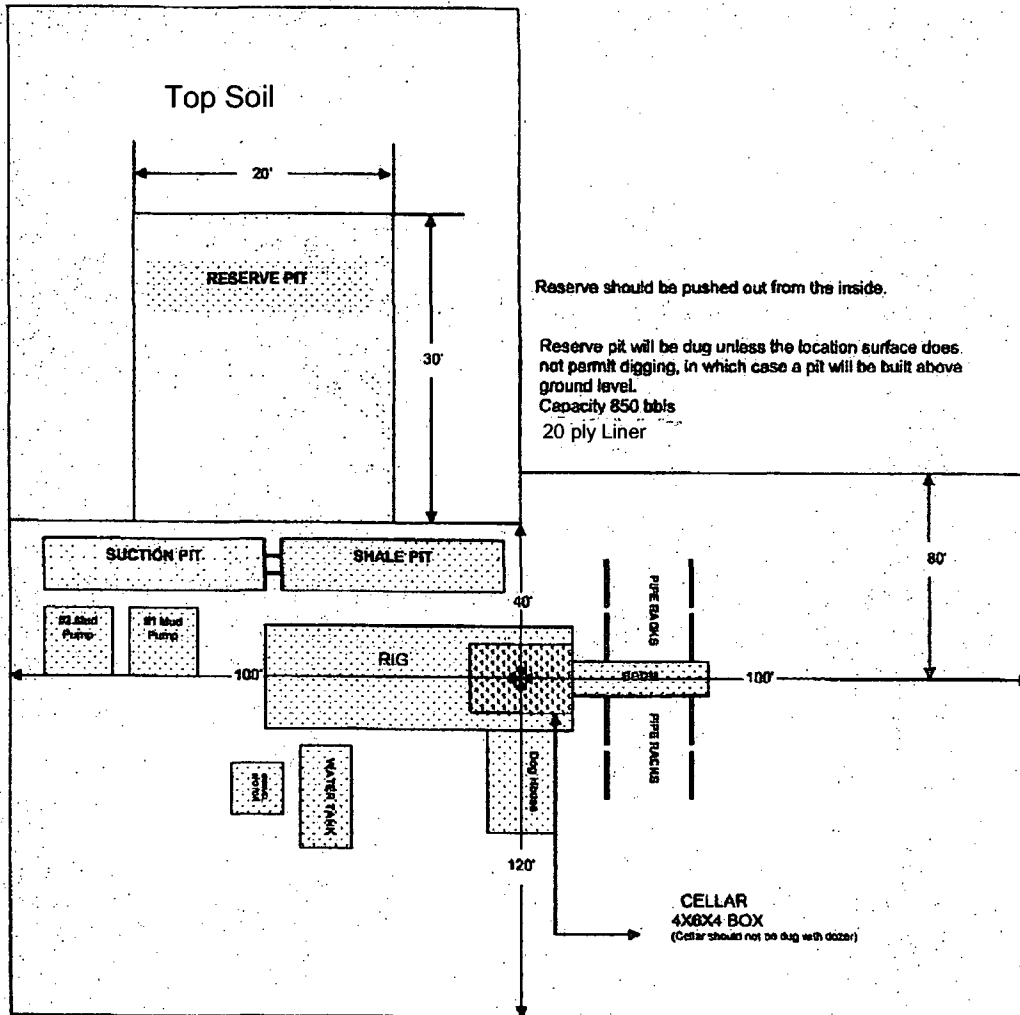 Top Soil
20'
RESERVE PIT
30'
Reserve should be pushed out from the inside.
Reserve pit will be dug unless the location surface does
not permit digging, in which case a pit will be built above
ground level.
Capacity 850 bbls
20 ply Liner
80'
SUCTION PIT
SHALE PIT
40'
#2 Mud
Pump
#1 Mud
Pump
PIPE RACKS
RIG
100'
BOOM
100'
PIPE RACKS
WATER TANK
Dog House
120'
CELLAR
4X6X4 BOX
(Cellar should not be dug with dozer)